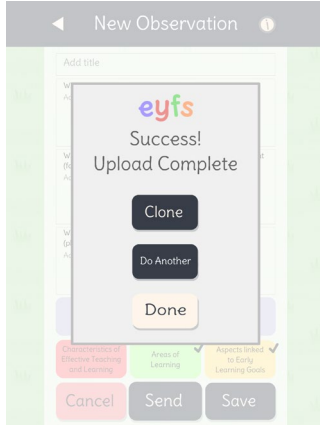 New Observation
Add title
eyfs
Success!
Upload Complete
Clone
Do Another
Done
Characteristics of
Effective Teaching
and Learning
Areas of
Learning
Aspects linked
to Early
Learning Goals
Cancel
Send
Save